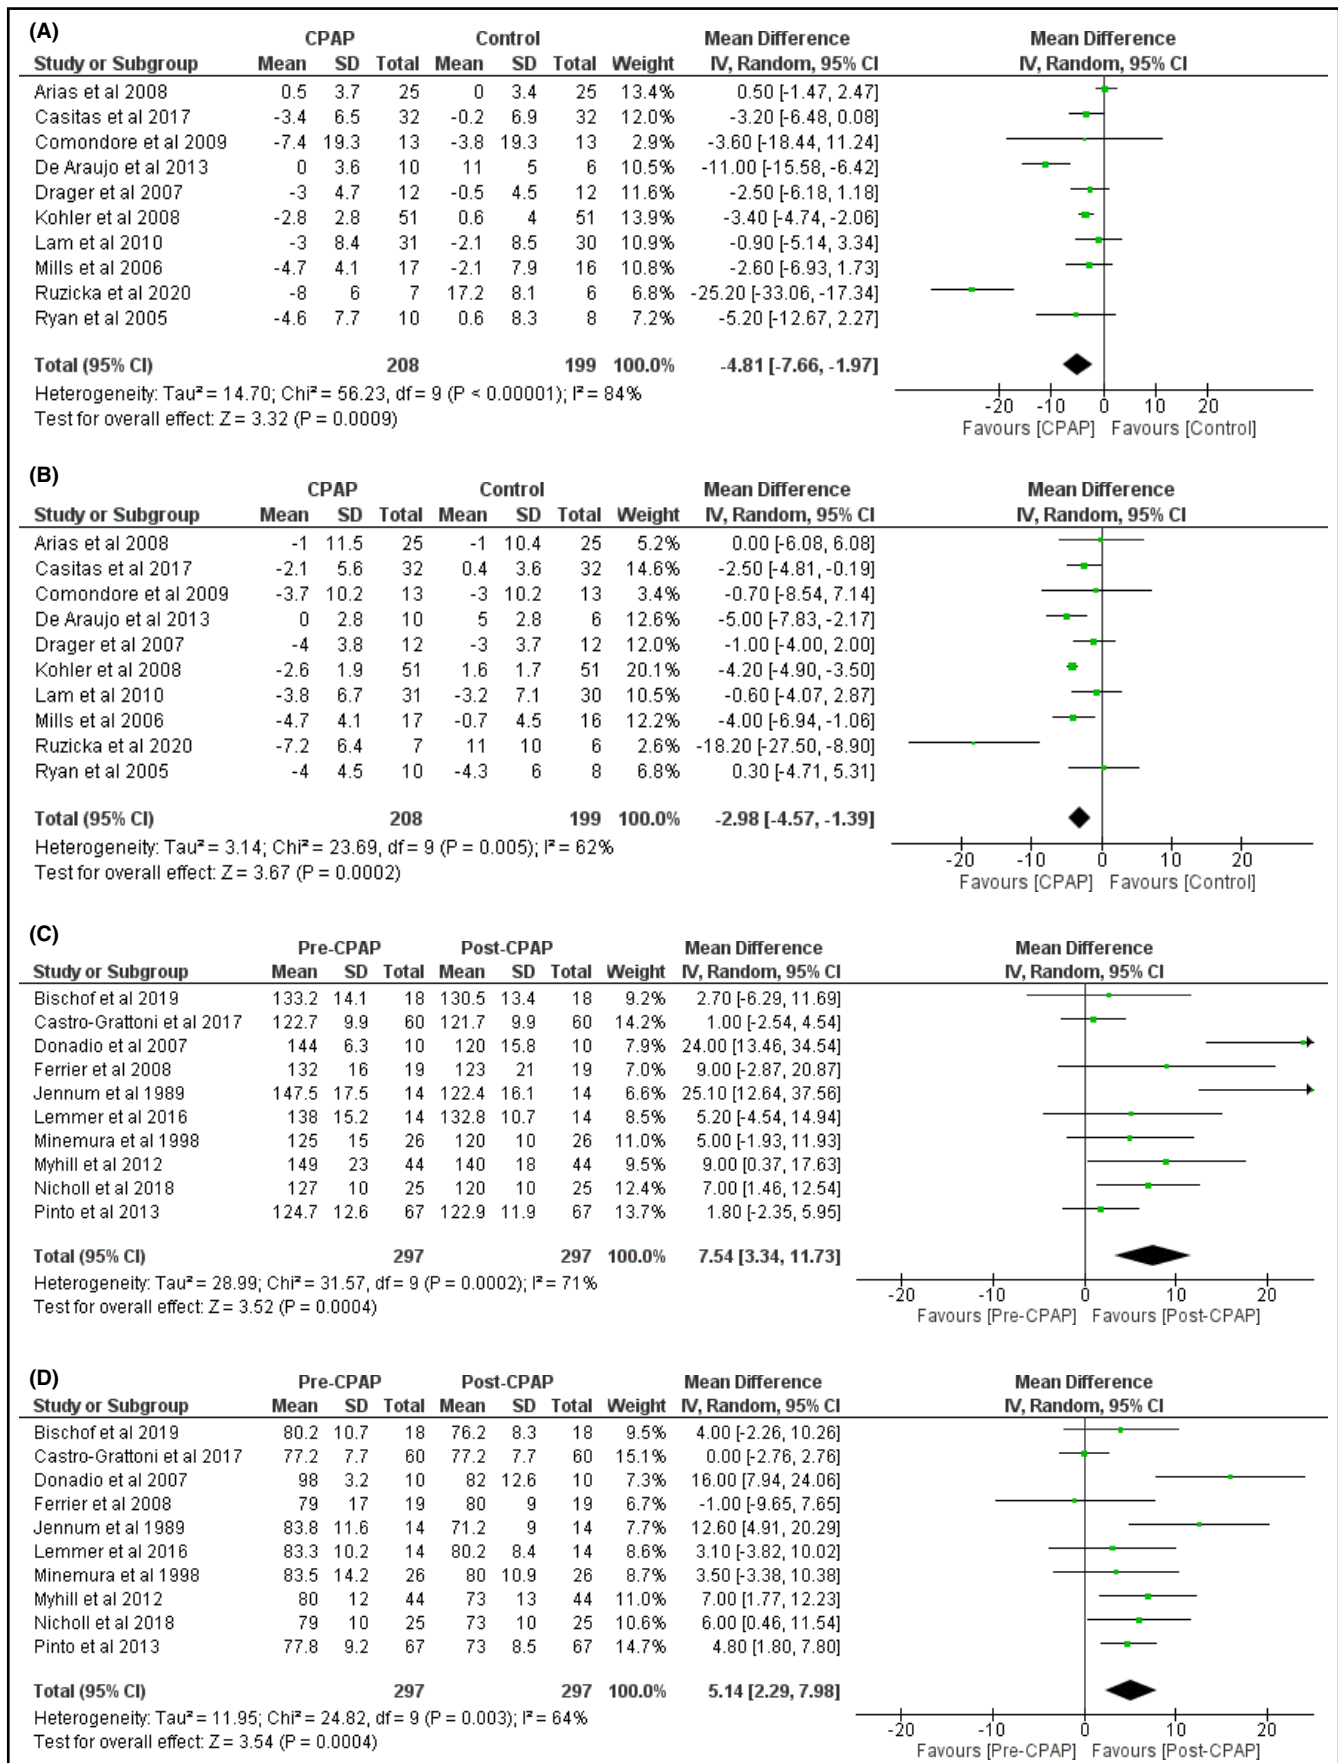 (A)
CPAP Control Mean Difference Mean Difference
Study or Subgroup Mean SD Total Mean SD Total Weight IV, Random, 95% CI IV, Random, 95% CI
Arias et al 2008 0.5 3.7 25 0 3.4 25 13.4% 0.50 [-1.47, 2.47]
Casitas et al 2017 -3.4 6.5 32 -0.2 6.9 32 12.0% -3.20 [-6.48, 0.08]
Comondore et al 2009 -7.4 19.3 13 -3.8 19.3 13 2.9% -3.60 [-18.44, 11.24]
De Araujo et al 2013 0 3.6 10 11 5 6 10.5% -11.00 [-15.58, -6.42]
Drager et al 2007 -3 4.7 12 -0.5 4.5 12 11.6% -2.50 [-6.18, 1.18]
Kohler et al 2008 -2.8 2.8 51 0.6 4 51 13.9% -3.40 [-4.74, -2.06]
Lam et al 2010 -3 8.4 31 -2.1 8.5 30 10.9% -0.90 [-5.14, 3.34]
Mills et al 2006 -4.7 4.1 17 -2.1 7.9 16 10.8% -2.60 [-6.93, 1.73]
Ruzicka et al 2020 -8 6 7 17.2 8.1 6 6.8% -25.20 [-33.06, -17.34]
Ryan et al 2005 -4.6 7.7 10 0.6 8.3 8 7.2% -5.20 [-12.67, 2.27]
Total (95% CI) 208 199 100.0% -4.81 [-7.66, -1.97]
Heterogeneity: Tau² = 14.70; Chi² = 56.23, df = 9 (P < 0.00001); I² = 84%
Test for overall effect: Z = 3.32 (P = 0.0009)
-20 -10 0 10 20
Favours [CPAP] Favours [Control]
(B)
CPAP Control Mean Difference Mean Difference
Study or Subgroup Mean SD Total Mean SD Total Weight IV, Random, 95% CI IV, Random, 95% CI
Arias et al 2008 -1 11.5 25 -1 10.4 25 5.2% 0.00 [-6.08, 6.08]
Casitas et al 2017 -2.1 5.6 32 0.4 3.6 32 14.6% -2.50 [-4.81, -0.19]
Comondore et al 2009 -3.7 10.2 13 -3 10.2 13 3.4% -0.70 [-8.54, 7.14]
De Araujo et al 2013 0 2.8 10 5 2.8 6 12.6% -5.00 [-7.83, -2.17]
Drager et al 2007 -4 3.8 12 -3 3.7 12 12.0% -1.00 [-4.00, 2.00]
Kohler et al 2008 -2.6 1.9 51 1.6 1.7 51 20.1% -4.20 [-4.90, -3.50]
Lam et al 2010 -3.8 6.7 31 -3.2 7.1 30 10.5% -0.60 [-4.07, 2.87]
Mills et al 2006 -4.7 4.1 17 -0.7 4.5 16 12.2% -4.00 [-6.94, -1.06]
Ruzicka et al 2020 -7.2 6.4 7 11 10 6 2.6% -18.20 [-27.50, -8.90]
Ryan et al 2005 -4 4.5 10 -4.3 6 8 6.8% 0.30 [-4.71, 5.31]
Total (95% CI) 208 199 100.0% -2.98 [-4.57, -1.39]
Heterogeneity: Tau² = 3.14; Chi² = 23.69, df = 9 (P = 0.005); I² = 62%
Test for overall effect: Z = 3.67 (P = 0.0002)
-20 -10 0 10 20
Favours [CPAP] Favours [Control]
(C)
Pre-CPAP Post-CPAP Mean Difference Mean Difference
Study or Subgroup Mean SD Total Mean SD Total Weight IV, Random, 95% CI IV, Random, 95% CI
Bischof et al 2019 133.2 14.1 18 130.5 13.4 18 9.2% 2.70 [-6.29, 11.69]
Castro-Grattoni et al 2017 122.7 9.9 60 121.7 9.9 60 14.2% 1.00 [-2.54, 4.54]
Donadio et al 2007 144 6.3 10 120 15.8 10 7.9% 24.00 [13.46, 34.54]
Ferrier et al 2008 132 16 19 123 21 19 7.0% 9.00 [-2.87, 20.87]
Jennum et al 1989 147.5 17.5 14 122.4 16.1 14 6.6% 25.10 [12.64, 37.56]
Lemmer et al 2016 138 15.2 14 132.8 10.7 14 8.5% 5.20 [-4.54, 14.94]
Minemura et al 1998 125 15 26 120 10 26 11.0% 5.00 [-1.93, 11.93]
Myhill et al 2012 149 23 44 140 18 44 9.5% 9.00 [0.37, 17.63]
Nicholl et al 2018 127 10 25 120 10 25 12.4% 7.00 [1.46, 12.54]
Pinto et al 2013 124.7 12.6 67 122.9 11.9 67 13.7% 1.80 [-2.35, 5.95]
Total (95% CI) 297 297 100.0% 7.54 [3.34, 11.73]
Heterogeneity: Tau² = 28.99; Chi² = 31.57, df = 9 (P = 0.0002); I² = 71%
Test for overall effect: Z = 3.52 (P = 0.0004)
-20 -10 0 10 20
Favours [Pre-CPAP] Favours [Post-CPAP]
(D)
Pre-CPAP Post-CPAP Mean Difference Mean Difference
Study or Subgroup Mean SD Total Mean SD Total Weight IV, Random, 95% CI IV, Random, 95% CI
Bischof et al 2019 80.2 10.7 18 76.2 8.3 18 9.5% 4.00 [-2.26, 10.26]
Castro-Grattoni et al 2017 77.2 7.7 60 77.2 7.7 60 15.1% 0.00 [-2.76, 2.76]
Donadio et al 2007 98 3.2 10 82 12.6 10 7.3% 16.00 [7.94, 24.06]
Ferrier et al 2008 79 17 19 80 9 19 6.7% -1.00 [-9.65, 7.65]
Jennum et al 1989 83.8 11.6 14 71.2 9 14 7.7% 12.60 [4.91, 20.29]
Lemmer et al 2016 83.3 10.2 14 80.2 8.4 14 8.6% 3.10 [-3.82, 10.02]
Minemura et al 1998 83.5 14.2 26 80 10.9 26 8.7% 3.50 [-3.38, 10.38]
Myhill et al 2012 80 12 44 73 13 44 11.0% 7.00 [1.77, 12.23]
Nicholl et al 2018 79 10 25 73 10 25 10.6% 6.00 [0.46, 11.54]
Pinto et al 2013 77.8 9.2 67 73 8.5 67 14.7% 4.80 [1.80, 7.80]
Total (95% CI) 297 297 100.0% 5.14 [2.29, 7.98]
Heterogeneity: Tau² = 11.95; Chi² = 24.82, df = 9 (P = 0.003); I² = 64%
Test for overall effect: Z = 3.54 (P = 0.0004)
-20 -10 0 10 20
Favours [Pre-CPAP] Favours [Post-CPAP]